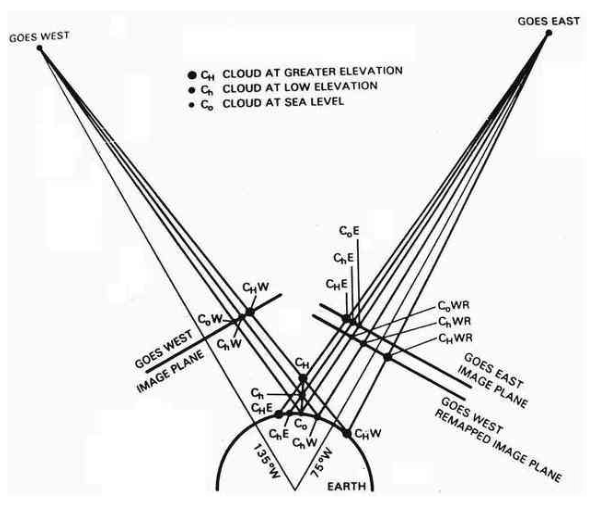 GOES WEST
GOES EAST
C_H CLOUD AT GREATER ELEVATION
C_h CLOUD AT LOW ELEVATION
C_o CLOUD AT SEA LEVEL
C_oE
C_hE
C_HE
C_HW
C_oW
C_hW
C_oWR
C_hWR
C_HWR
GOES WEST
IMAGE PLANE
GOES EAST
IMAGE PLANE
GOES WEST
REMAPPED IMAGE PLANE
C_H
C_h
C_HE
C_o
C_hE
C_hW
C_HW
135°W
75°W
EARTH